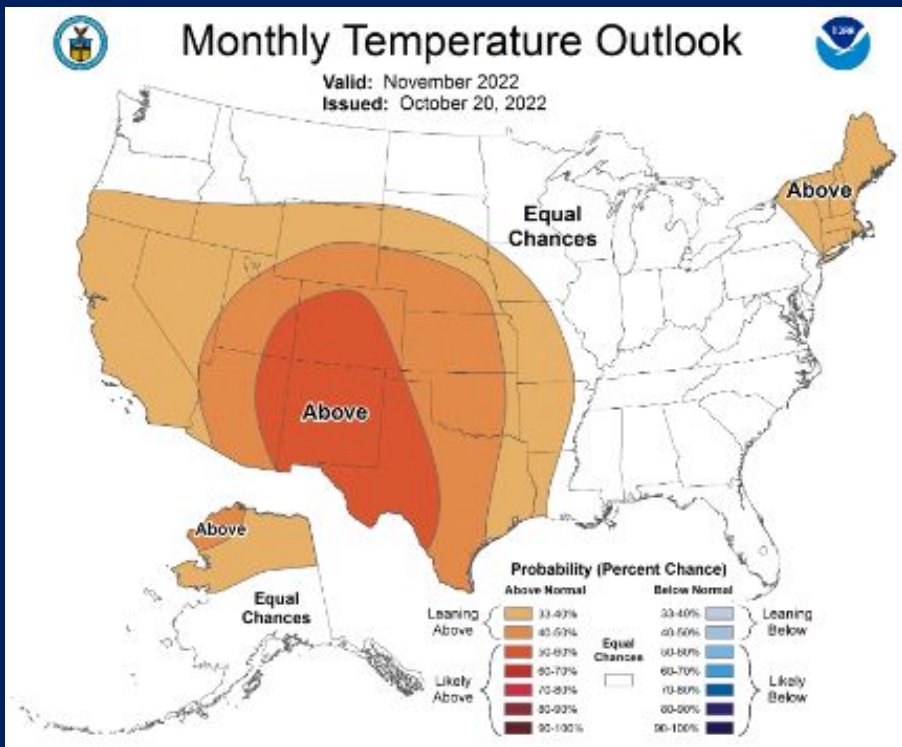 Monthly Temperature Outlook
Valid: November 2022
Issued: October 20, 2022
Above
Equal
Chances
Above
Above
Equal
Chances
Probability (Percent Chance)
Above Normal
Below Normal
Leaning
Above
33-40%
40-50%
Likely
Above
50-60%
60-70%
70-80%
80-90%
90-100%
Equal
Chances
33-40%
40-50%
Leaning
Below
50-60%
60-70%
70-80%
80-90%
90-100%
Likely
Below